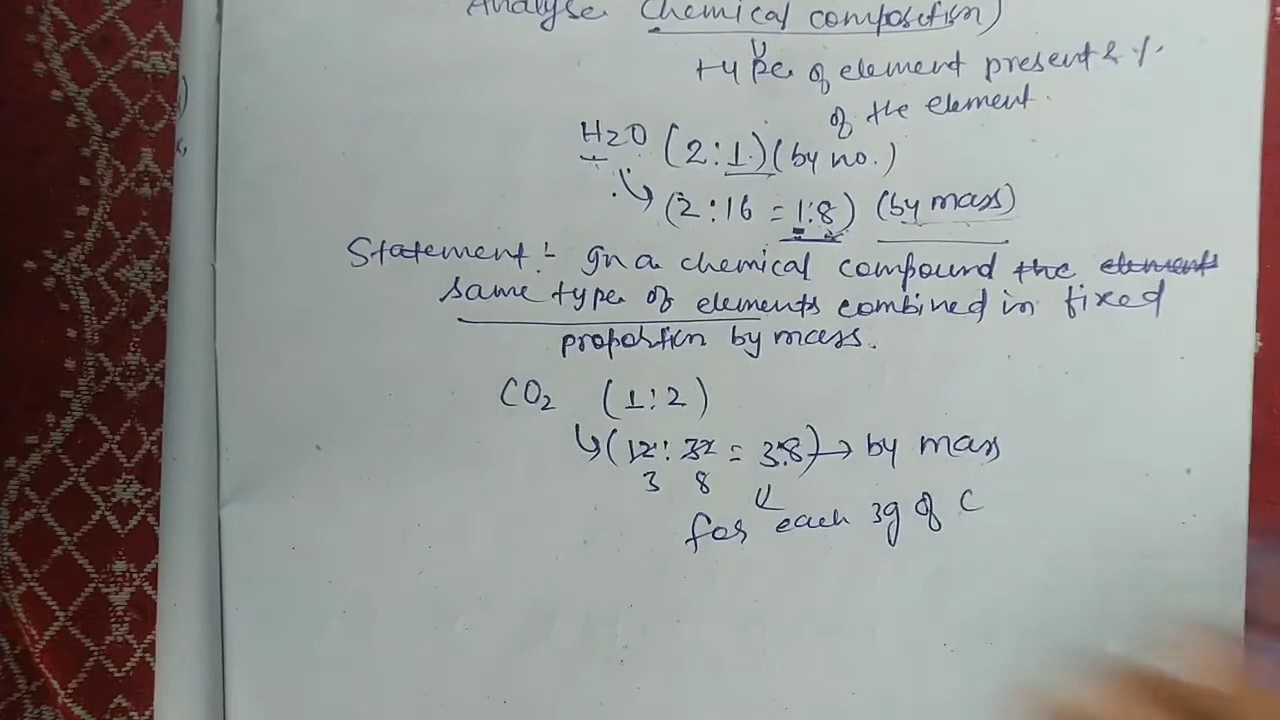 Analyse Chemical composition)
type of element present & %
of the element.
H2O (2:1) (by no.)
(2:16 = 1:8) (by mass)
Statement:- In a chemical compound the elements
same type of elements combined in fixed
proportion by mass.
CO2 (1:2)
(12:32 = 3:8) → by mass
3 8
for each 3g of C